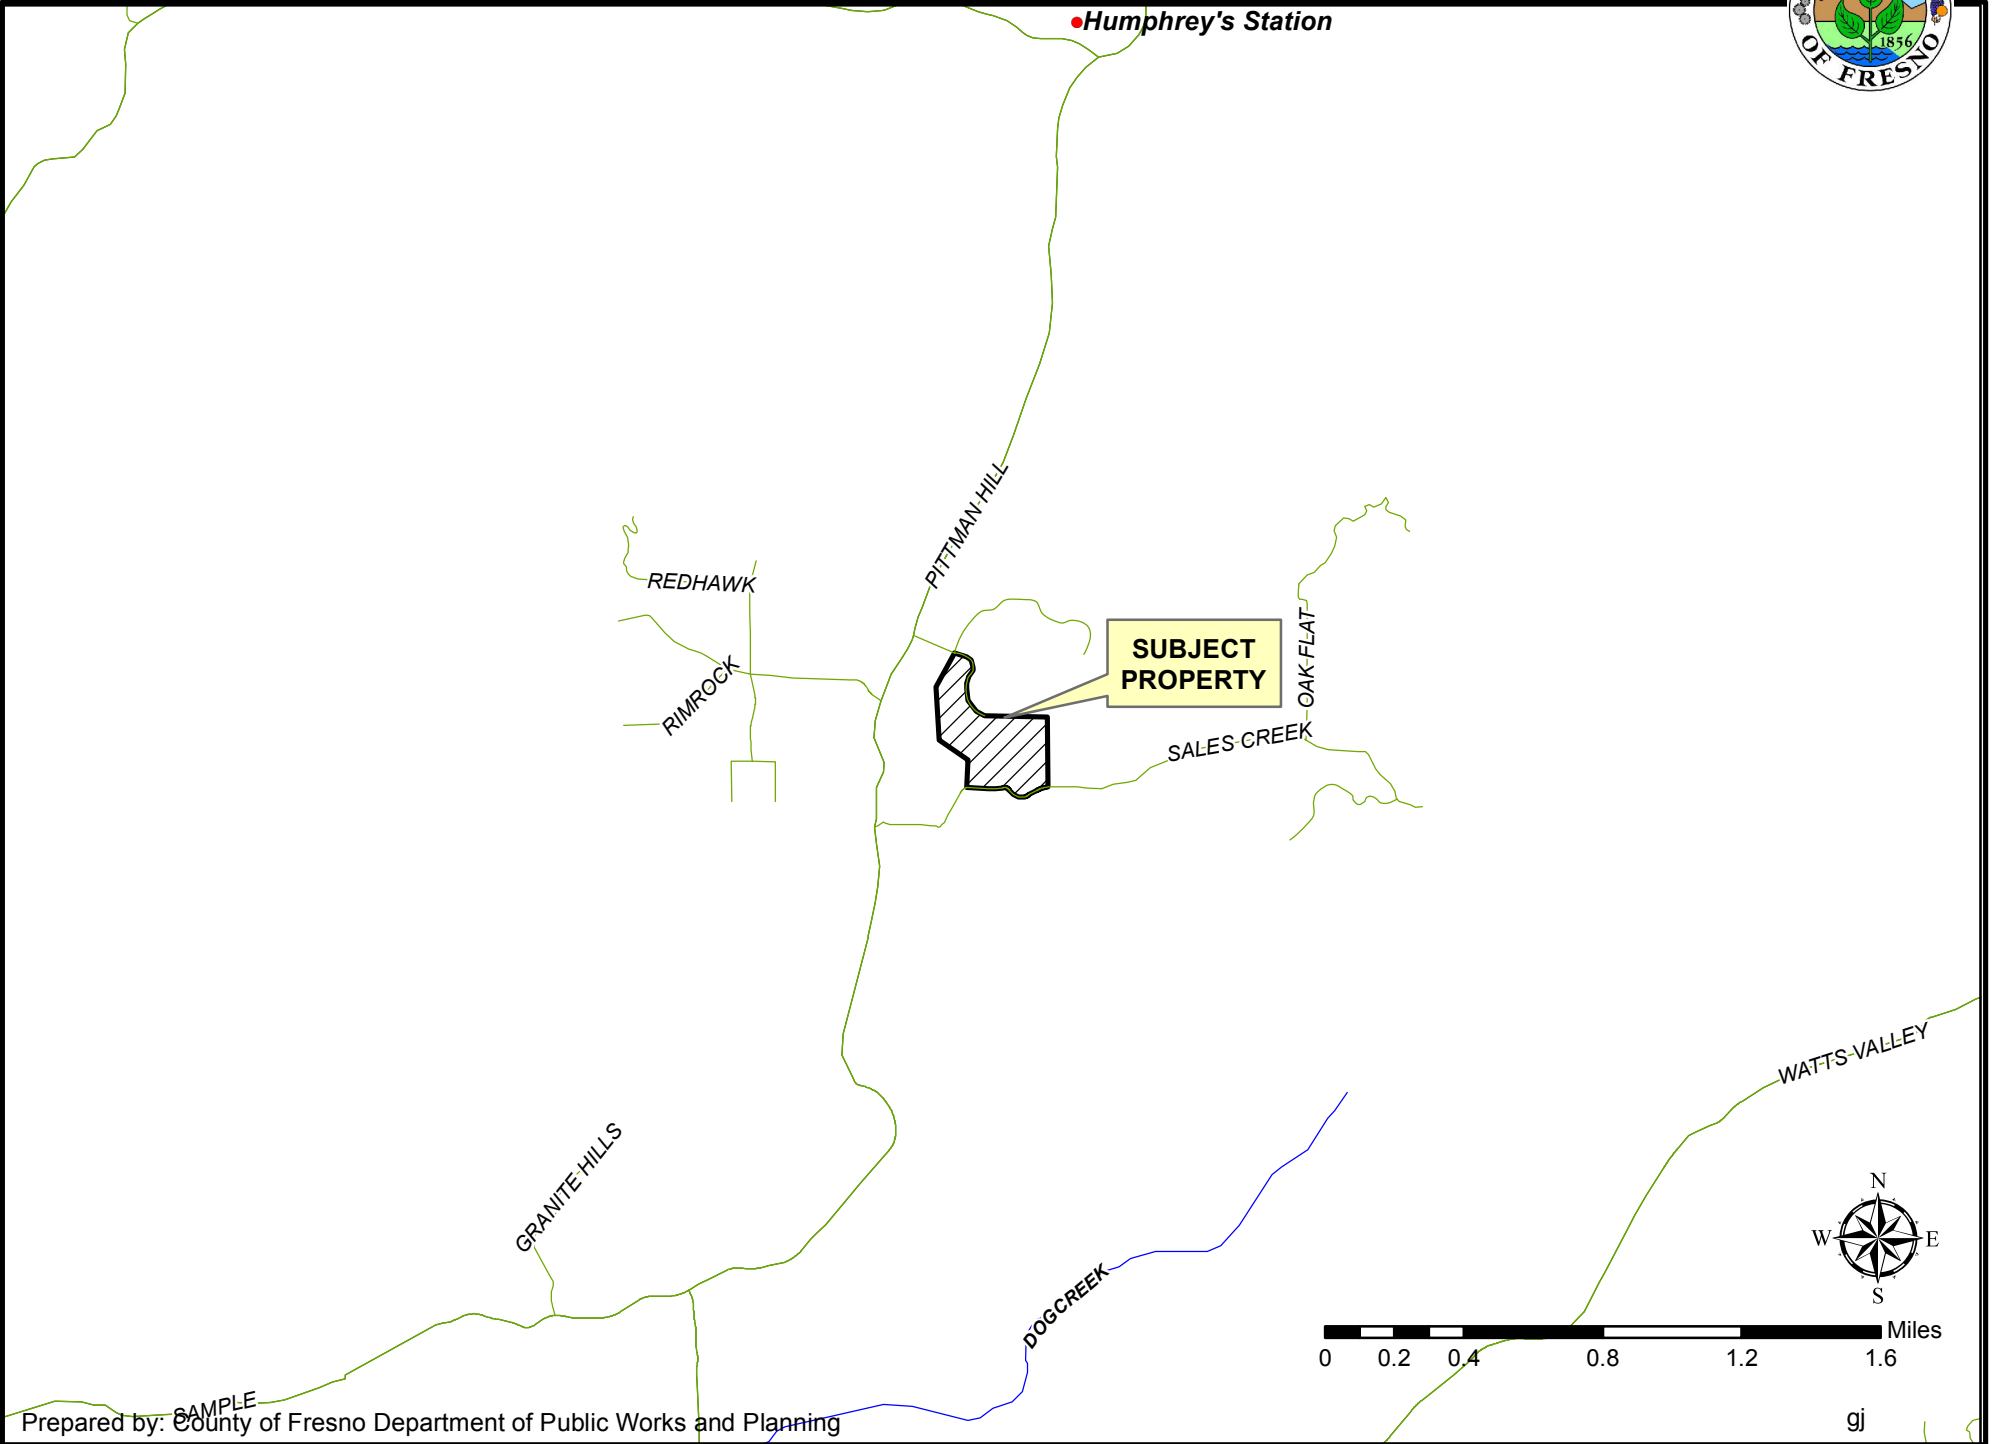 Humphrey's Station
1856
OF FRESNO
PITTMAN HILL
REDHAWK
RIMROCK
SUBJECT
PROPERTY
OAK FLAT
SALES CREEK
WATTS VALLEY
GRANITE HILLS
DOGCREEK
N
W
E
S
Miles
0 0.2 0.4 0.8 1.2 1.6
SAMPLE
Prepared by: County of Fresno Department of Public Works and Planning
gj